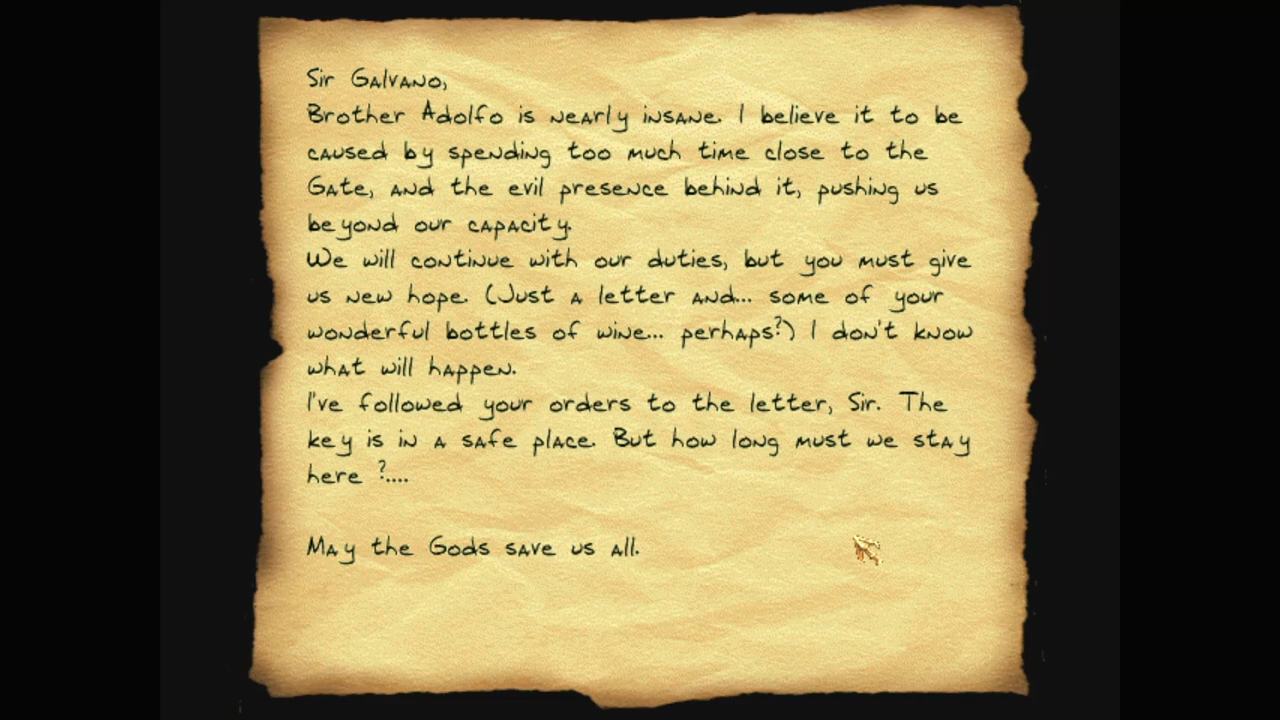 Sir Galvano,
Brother Adolfo is nearly insane. I believe it to be
caused by spending too much time close to the
Gate, and the evil presence behind it, pushing us
beyond our capacity.
We will continue with our duties, but you must give
us new hope. (Just a letter and... some of your
wonderful bottles of wine... perhaps?) I don't know
what will happen.
I've followed your orders to the letter, Sir. The
key is in a safe place. But how long must we stay
here ?....
May the Gods save us all.